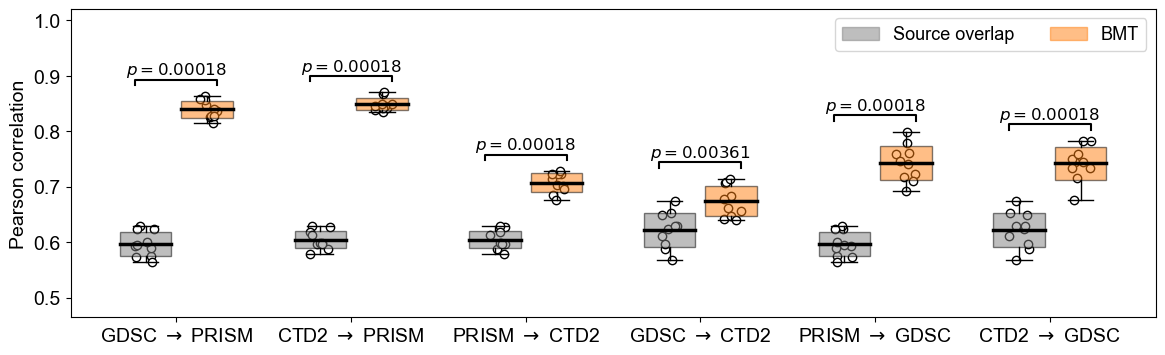 Source overlap
BMT
p = 0.00018
p = 0.00018
p = 0.00018
p = 0.00361
p = 0.00018
p = 0.00018
Pearson correlation
1.0
0.9
0.8
0.7
0.6
0.5
GDSC → PRISM
CTD2 → PRISM
PRISM → CTD2
GDSC → CTD2
PRISM → GDSC
CTD2 → GDSC